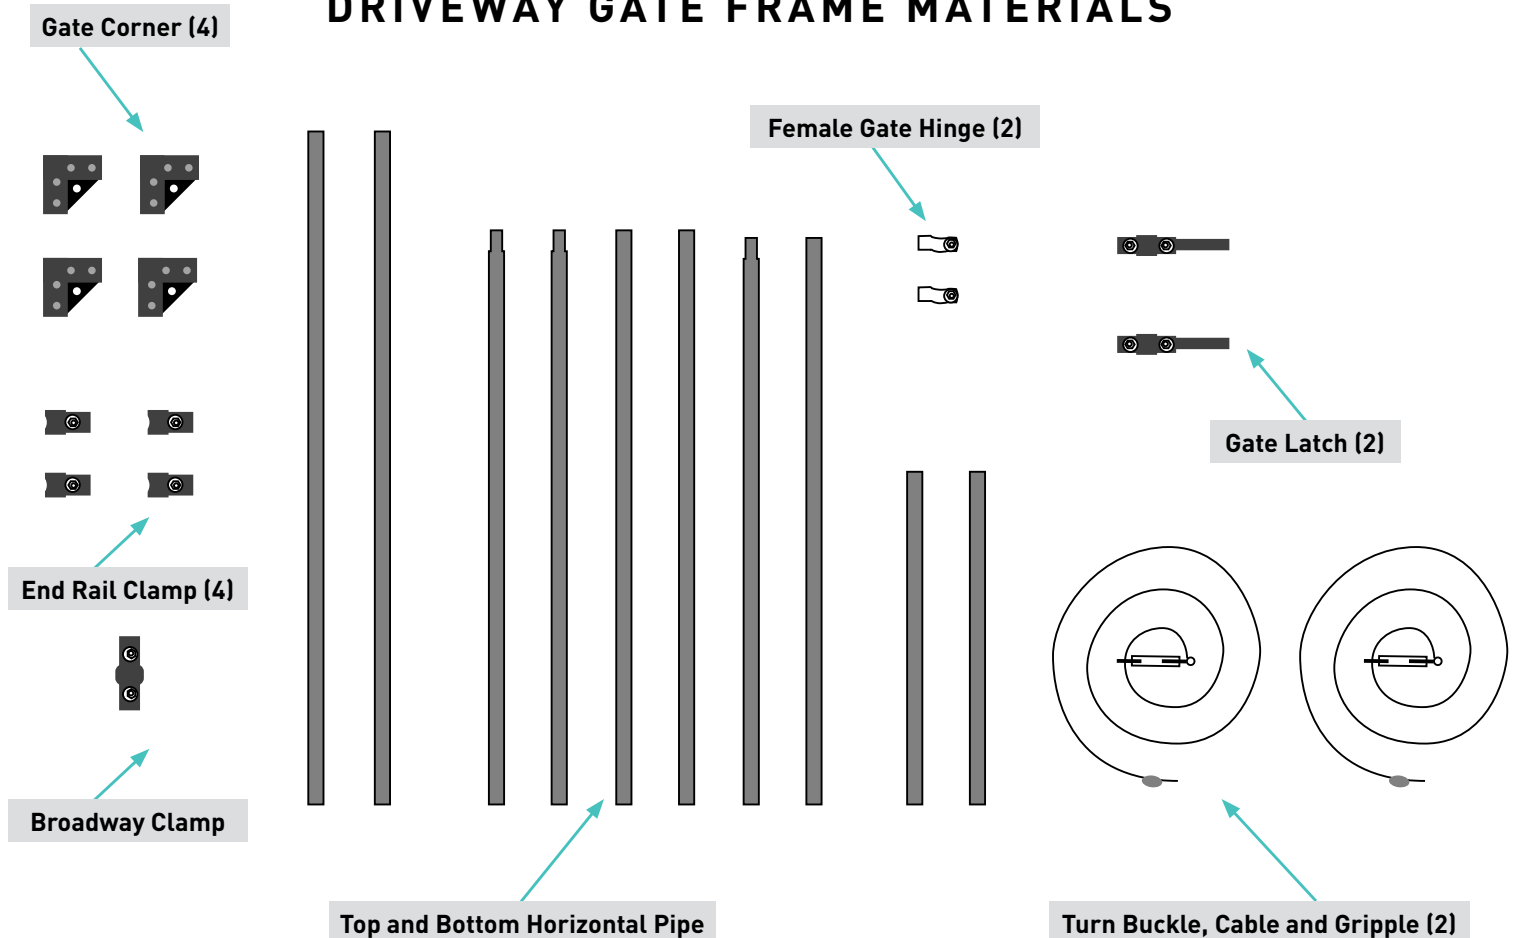 DRIVEWAY GATE FRAME MATERIALS
Gate Corner (4)
Female Gate Hinge (2)
Gate Latch (2)
End Rail Clamp (4)
Broadway Clamp
Top and Bottom Horizontal Pipe
Turn Buckle, Cable and Gripple (2)